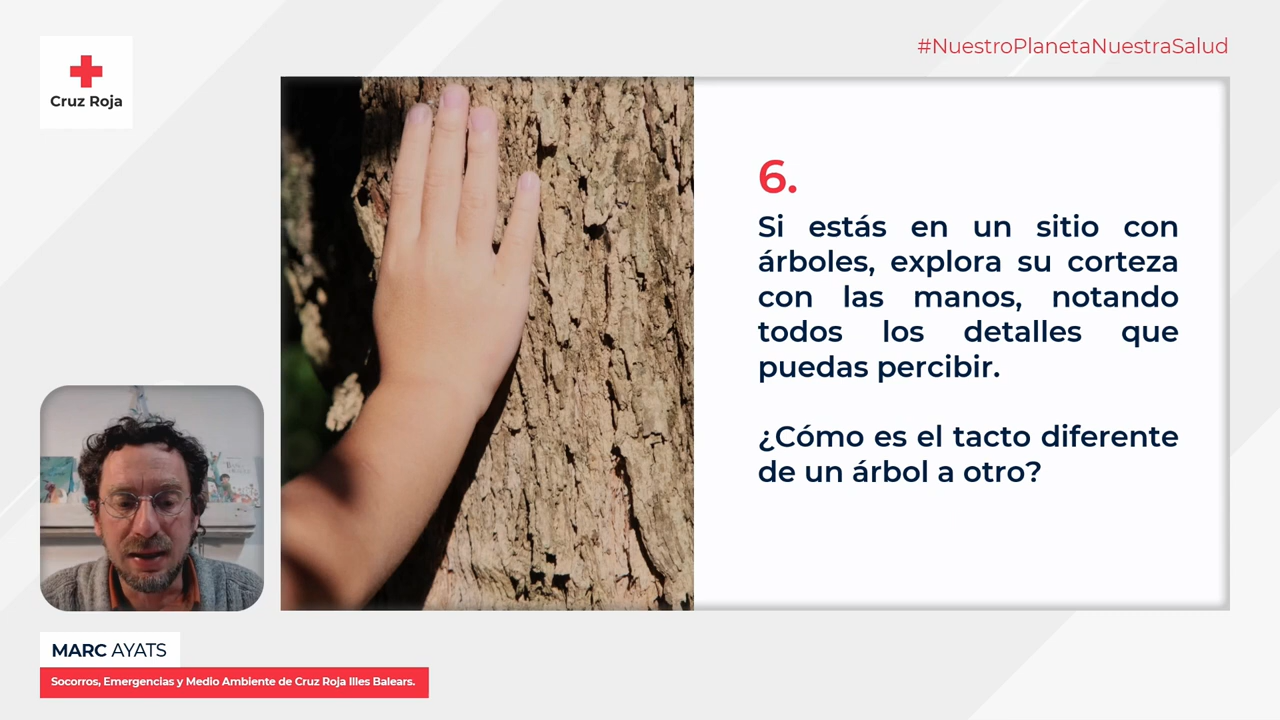 #NuestroPlanetaNuestraSalud
Cruz Roja
6.
Si estás en un sitio con
árboles, explora su corteza
con las manos, notando
todos los detalles que
puedas percibir.
¿Cómo es el tacto diferente
de un árbol a otro?
MARC AYATS
Socorros, Emergencias y Medio Ambiente de Cruz Roja Illes Balears.